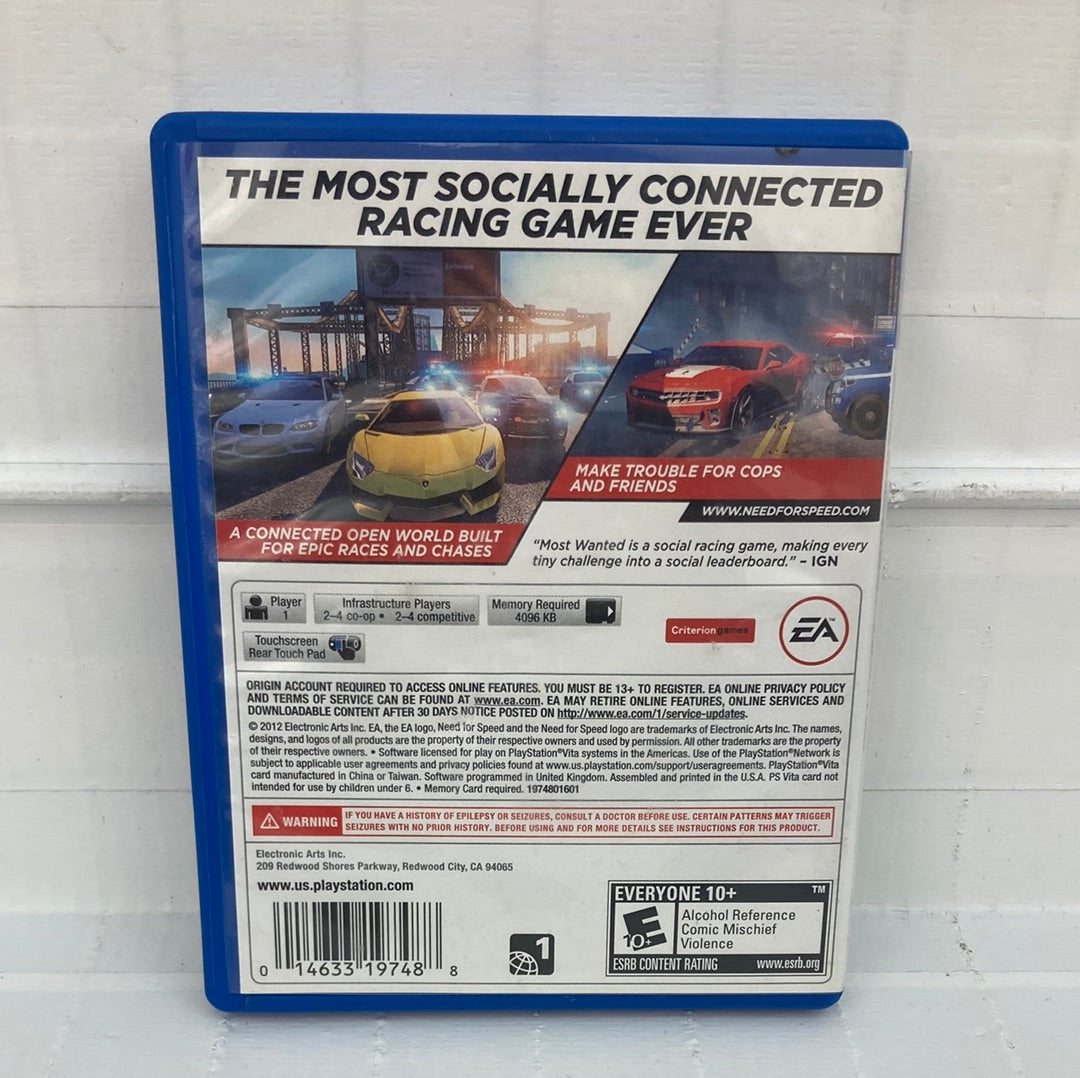 THE MOST SOCIALLY CONNECTED
RACING GAME EVER
Criterion
A CONNECTED OPEN WORLD BUILT
FOR EPIC RACES AND CHASES
MAKE TROUBLE FOR COPS
AND FRIENDS
WWW.NEEDFORSPEED.COM
“Most Wanted is a social racing game, making every
tiny challenge into a social leaderboard.” – IGN
Player
1
Infrastructure Players
2–4 co-op • 2–4 competitive
Memory Required
4096 KB
Touchscreen
Rear Touch Pad
Criteriongames
EA™
ORIGIN ACCOUNT REQUIRED TO ACCESS ONLINE FEATURES. YOU MUST BE 13+ TO REGISTER. EA ONLINE PRIVACY POLICY
AND TERMS OF SERVICE CAN BE FOUND AT www.ea.com. EA MAY RETIRE ONLINE FEATURES, ONLINE SERVICES AND
DOWNLOADABLE CONTENT AFTER 30 DAYS NOTICE POSTED ON http://www.ea.com/1/service-updates.
© 2012 Electronic Arts Inc. EA, the EA logo, Need for Speed and the Need for Speed logo are trademarks of Electronic Arts Inc. The names,
designs, and logos of all products are the property of their respective owners and used by permission. All other trademarks are the property
of their respective owners. • Software licensed for play on PlayStation®Vita systems in the Americas. Use of the PlayStation®Network is
subject to applicable user agreements and privacy policies found at www.us.playstation.com/support/useragreements. PlayStation®Vita
card manufactured in China or Taiwan. Software programmed in United Kingdom. Assembled and printed in the U.S.A. PS Vita card not
intended for use by children under 6. • Memory Card required. 1974801601
WARNING
IF YOU HAVE A HISTORY OF EPILEPSY OR SEIZURES, CONSULT A DOCTOR BEFORE USE. CERTAIN PATTERNS MAY TRIGGER
SEIZURES WITH NO PRIOR HISTORY. BEFORE USING AND FOR MORE DETAILS SEE INSTRUCTIONS FOR THIS PRODUCT.
Electronic Arts Inc.
209 Redwood Shores Parkway, Redwood City, CA 94065
www.us.playstation.com
0 14633 19748 8
1
EVERYONE 10+ TM
E
10+
Alcohol Reference
Comic Mischief
Violence
ESRB CONTENT RATING www.esrb.org